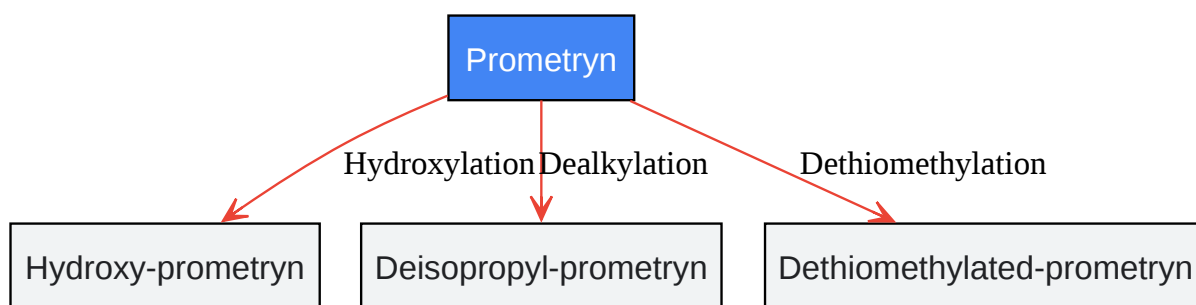 Prometryn
Hydroxylation
Dealkylation
Dethiomethylation
Hydroxy-prometryn
Deisopropyl-prometryn
Dethiomethylated-prometryn